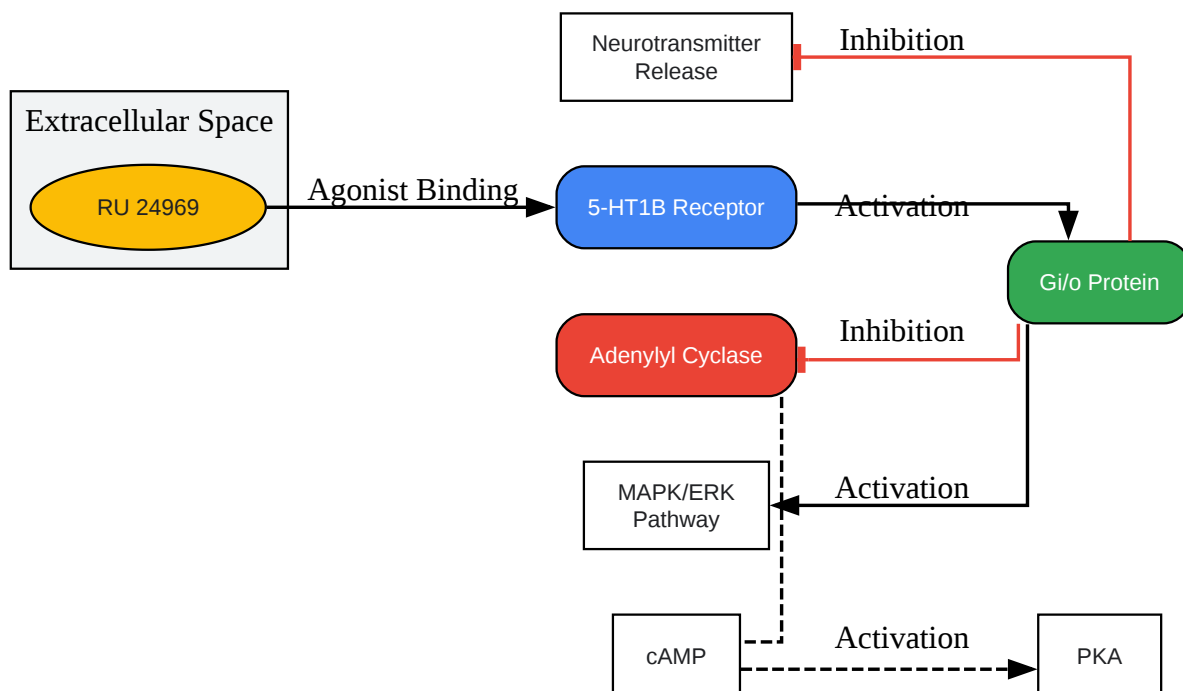 Neurotransmitter
Release
Inhibition
Extracellular Space
RU 24969
Agonist Binding
5-HT1B Receptor
Activation
Gi/o Protein
Adenylyl Cyclase
Inhibition
MAPK/ERK
Pathway
Activation
cAMP
Activation
PKA